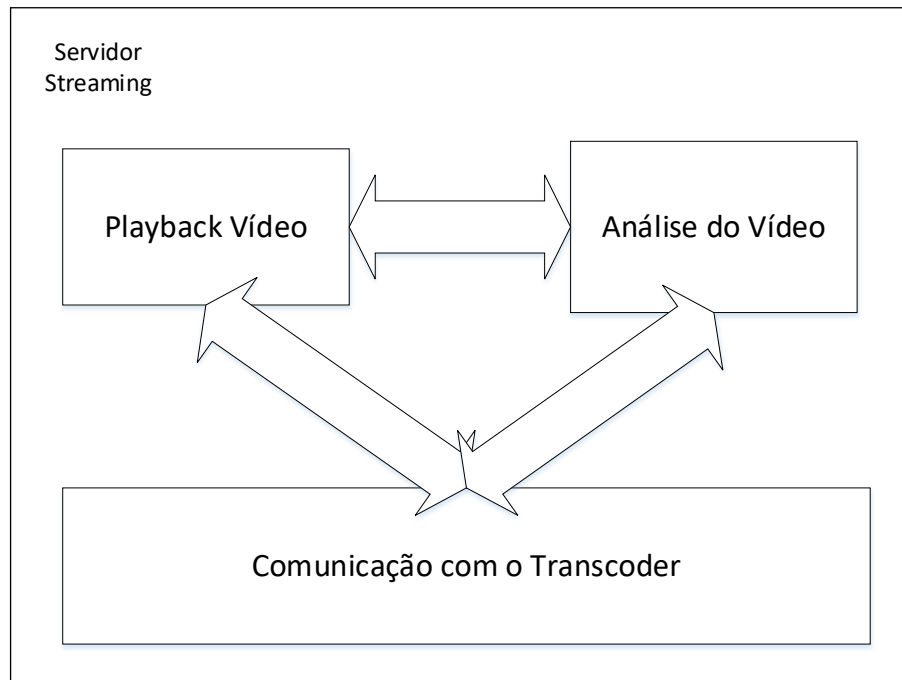 Servidor
Streaming
Playback Vídeo
Análise do Vídeo
Comunicação com o Transcoder